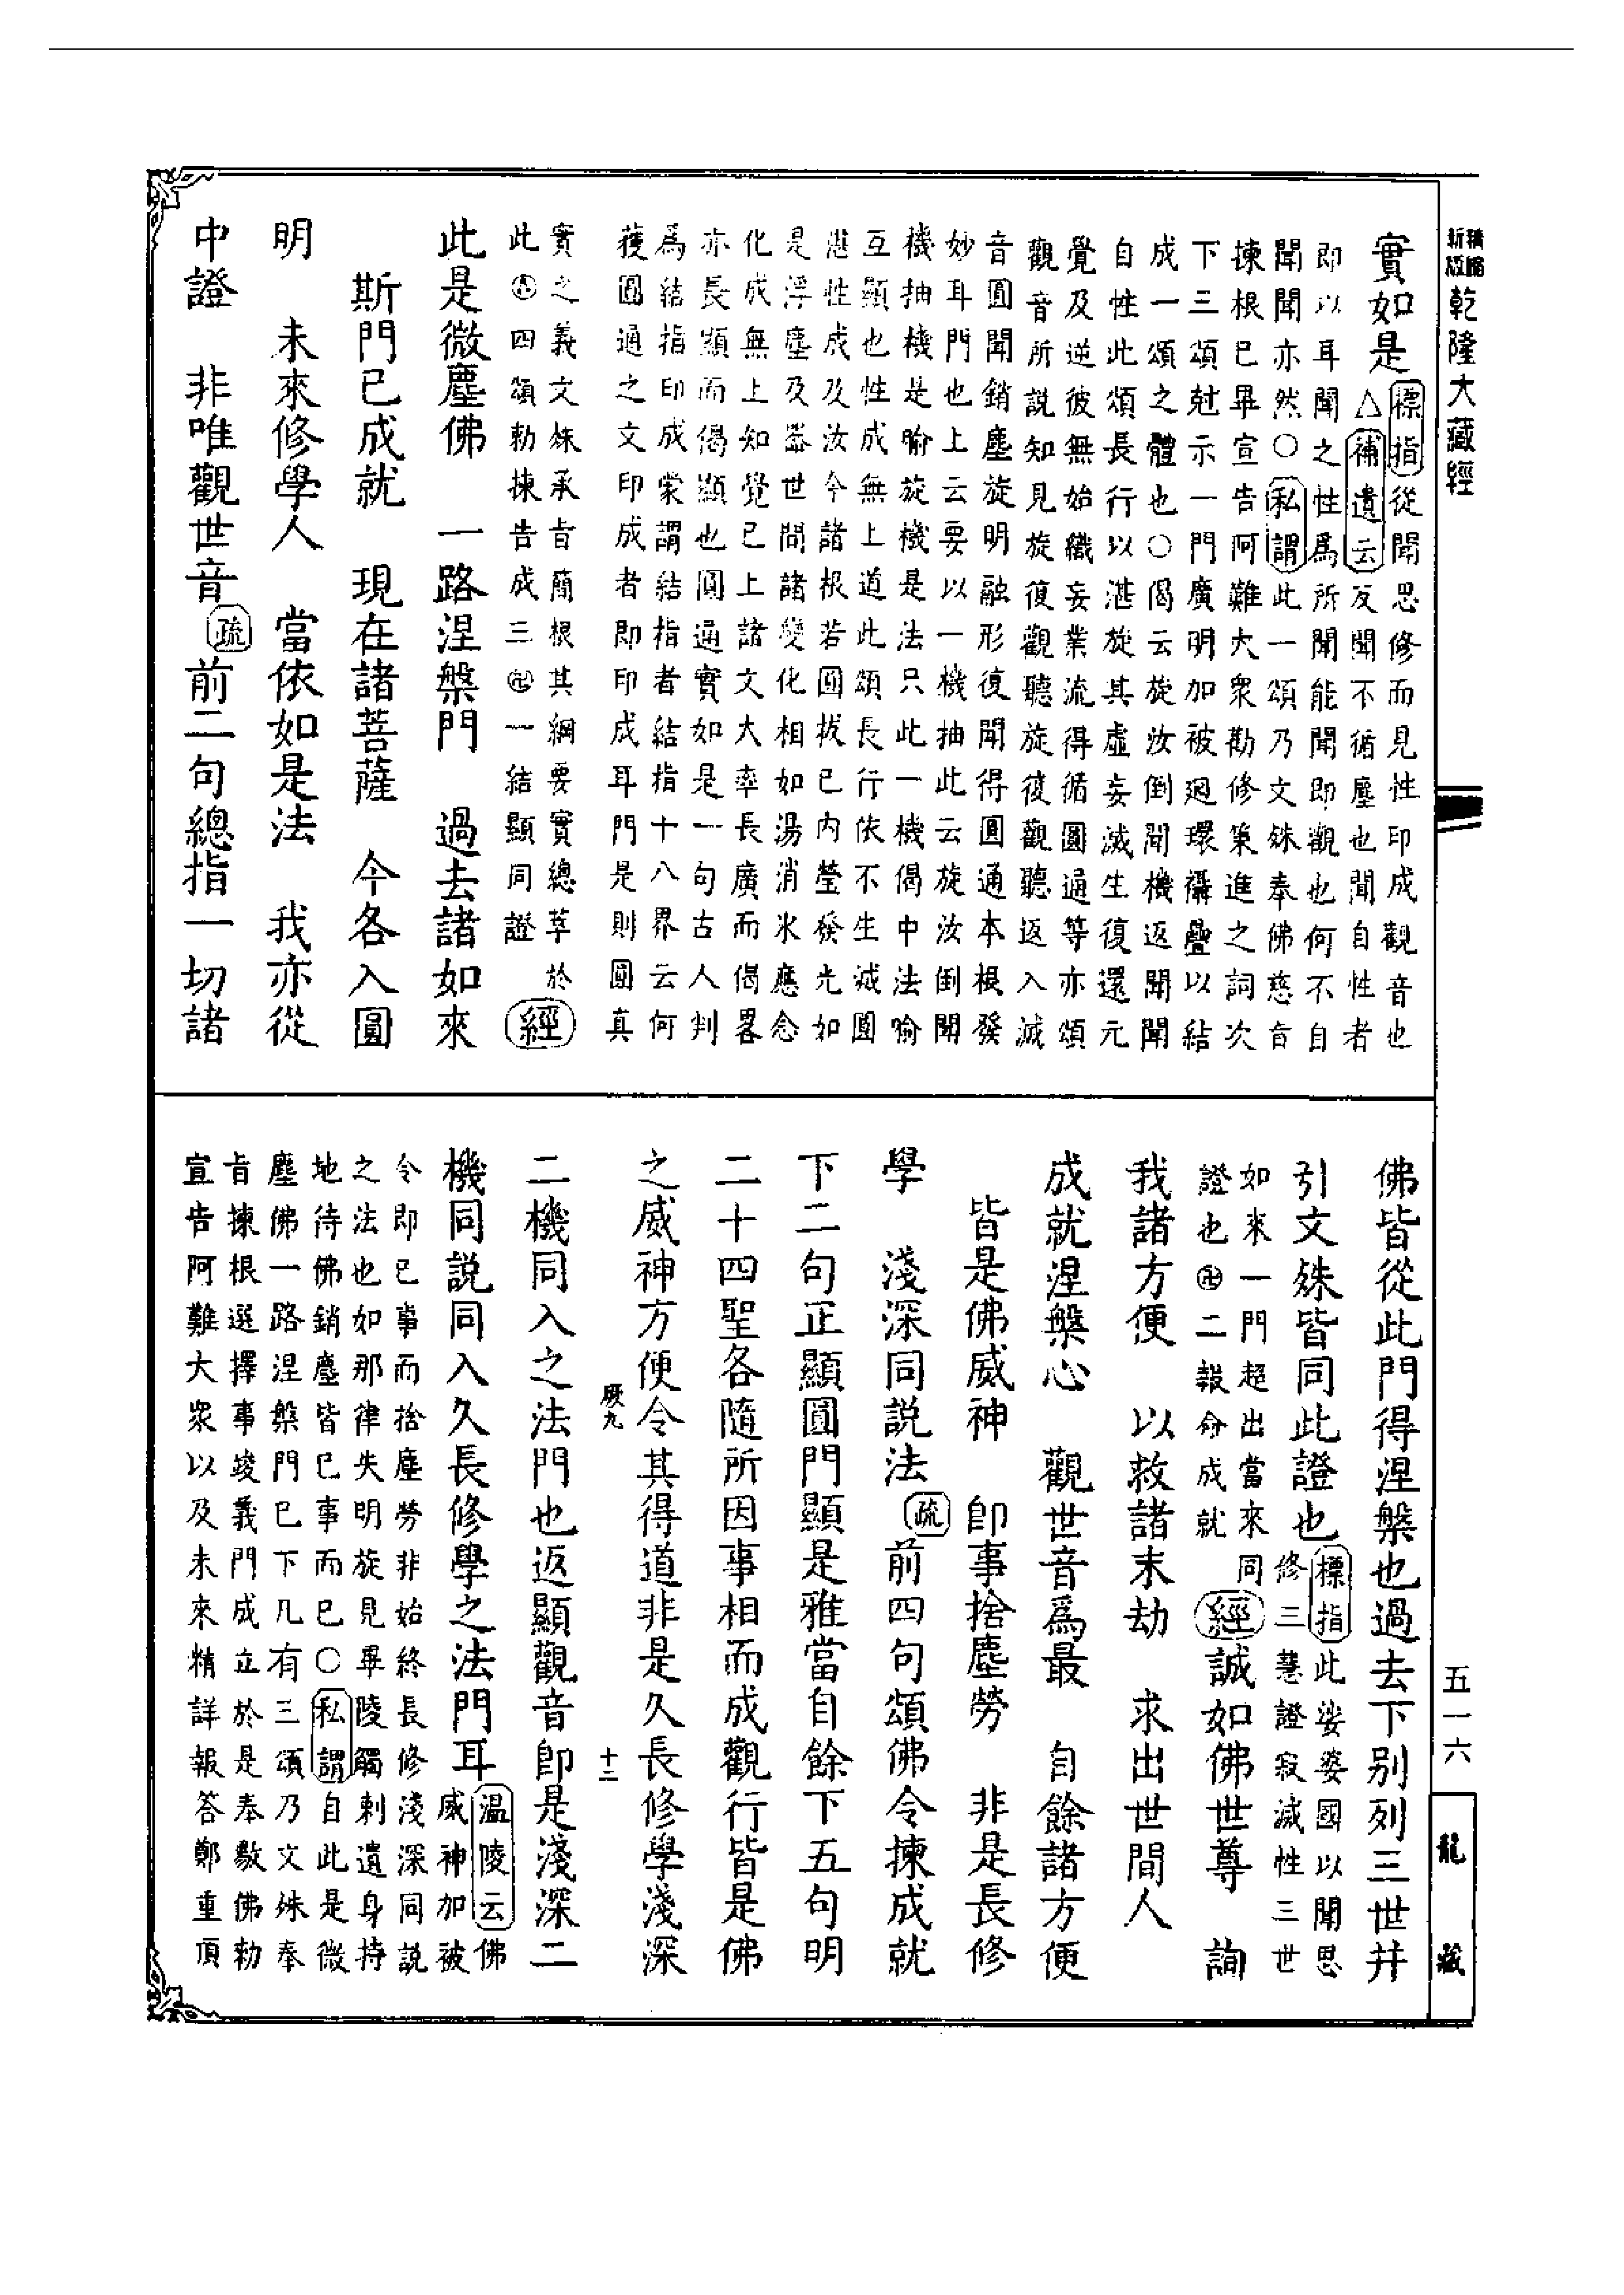 新版精縮
乾隆大藏經
實如是
標指從聞思修而見性印成觀音也
△補遺云反聞不循塵也聞自性者
即以耳聞之性為所聞能聞即觀也何不自
聞聞亦然○私謂此一頌乃文殊奉佛慈音
揀根已畢宣告阿難大眾勸修策進之詞次
下三頌尅示一門廣明加被廻環襵疊以結
成一頌之體也○偈云旋汝倒聞機返聞聞
自性此頌長行以湛旋其虛妄滅生復還元
覺及逆彼無始織妄業流得循圓通等亦頌
觀音所說知見旋復觀聽旋復觀聽返入滅
音圓聞銷塵旋明融形復聞得圓通本根發
妙耳門也上云要以一機抽此云旋汝倒聞
機抽機是喻旋機是法只此一機偈中法喻
互顯也性成無上道此頌長行依不生滅圓
湛性成及汝今諸根若圓拔已內瑩發光如
是浮塵及器世間諸變化相如湯消氷應念
化成無上知覺已上諸文大率長廣而偈畧
亦長顯而偈顯也圓通實如是一句古人判
為結指印成蒙謂結指者結指十八界云何
獲圓通之文印成者即印成耳門是則圓真
實之義文殊承旨簡根其綱要實總萃於
此㊄四頌勅揀告成三㊉一結顯同證
經
此是微塵佛　一路涅槃門　過去諸如來
斯門已成就　現在諸菩薩　今各入圓
明　未來修學人　當依如是法　我亦從
中證　非唯觀世音
疏
前二句總指一切諸
佛皆從此門得涅槃也過去下別列三世并
引文殊皆同此證也
標指此娑婆國以聞思
修三慧證寂滅性三世
如來一門超出當來同
證也㊉二報命成就
經
誠如佛世尊　詢
我諸方便　以救諸末劫　求出世間人
成就涅槃心　觀世音為最　自餘諸方便
皆是佛威神　卽事捨塵勞　非是長修
學　淺深同說法
疏
前四句頌佛令揀成就
下二句正顯圓門顯是雅當自餘下五句明
二十四聖各隨所因事相而成觀行皆是佛
之威神方便令其得道非是久長修學淺深
厥九
十二
二機同入之法門也返顯觀音卽是淺深二
機同說同入久長修學之法門耳
溫陵云佛
威神加被
令即已事而捨塵勞非始終長修淺深同說
之法也如那律失明旋見畢陵觸刺遺身持
地待佛銷塵皆已事而已○私謂自此是微
塵佛一路涅槃門已下凡有三頌乃文殊奉
旨揀根選擇事竣義門成立於是奉敷佛勅
宣告阿難大眾以及未來精詳報答鄭重頂
五一六
龍藏